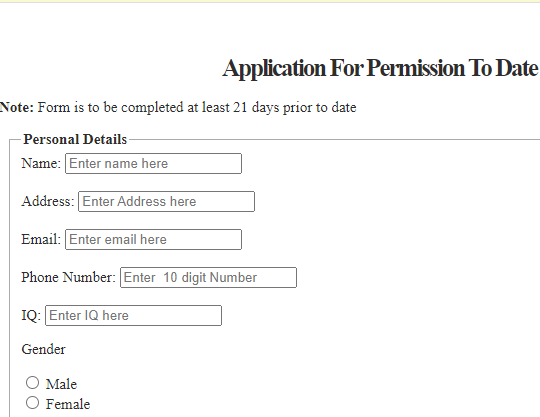 Application For Permission To Date
Note: Form is to be completed at least 21 days prior to date
Personal Details
Name: Enter name here
Address: Enter Address here
Email: Enter email here
Phone Number: Enter  10 digit Number
IQ: Enter IQ here
Gender
Male
Female